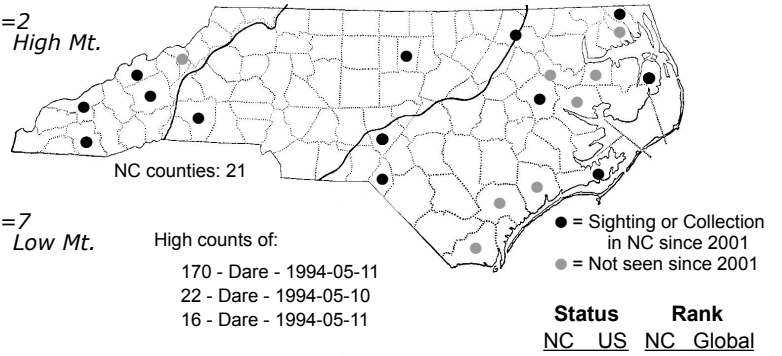 =2
High Mt.
NC counties: 21
=7
Low Mt.
High counts of:
170 - Dare - 1994-05-11
22 - Dare - 1994-05-10
16 - Dare - 1994-05-11
= Sighting or Collection
in NC since 2001
= Not seen since 2001
Status Rank
NC US NC Global